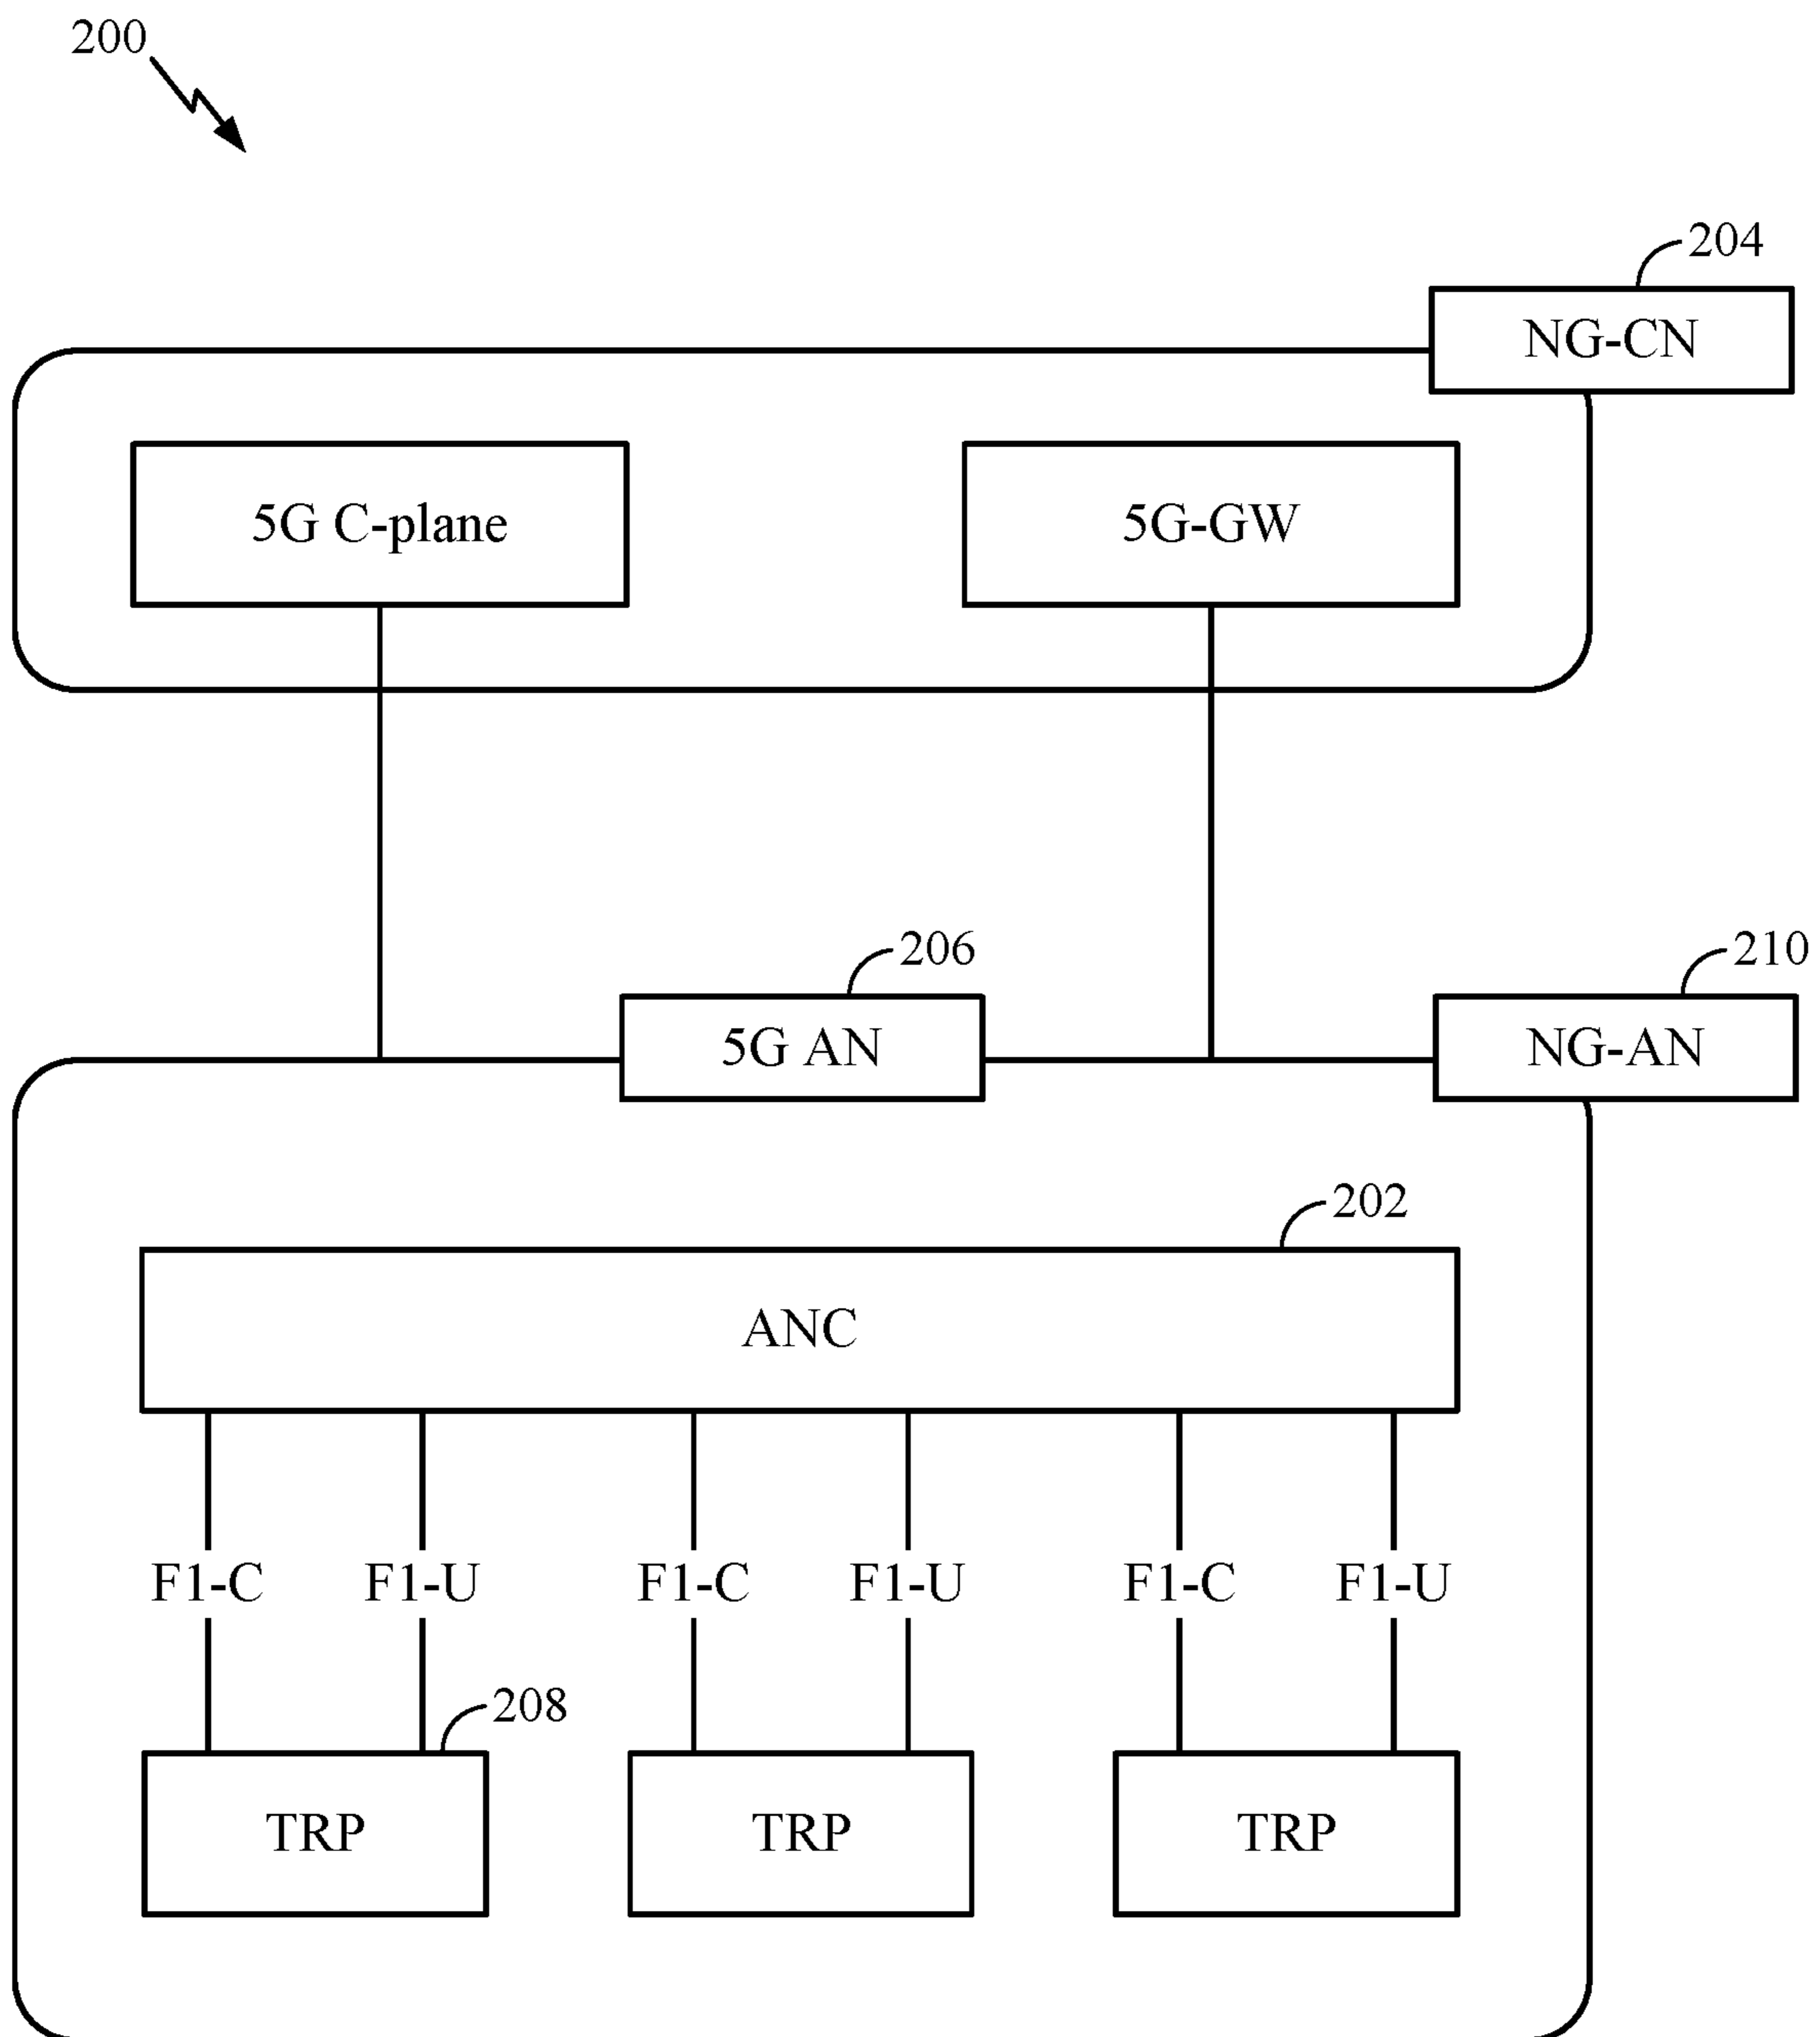 200
204
NG-CN
5G C-plane
5G-GW
206
210
5G AN
NG-AN
202
ANC
F1-C
F1-U
F1-C
F1-U
F1-C
F1-U
208
TRP
TRP
TRP